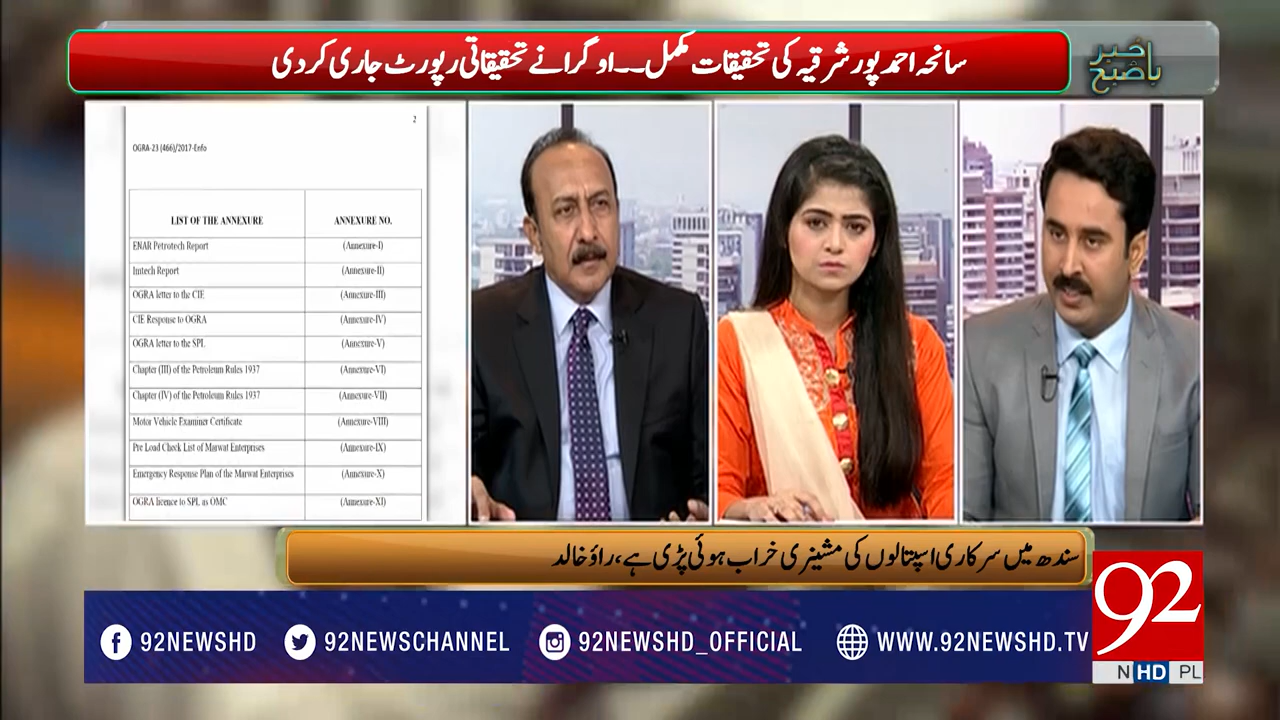 سانحہ احمد پور شرقیہ کی تحقیقات مکمل۔۔۔اوگرا نے تحقیقاتی رپورٹ جاری کر دی
باخبر صبح
2
OGRA-23 (466)/2017-Enfo
LIST OF THE ANNEXURE ANNEXURE NO.
ENAR Petrotech Report (Annexure-I)
Imtech Report (Annexure-II)
OGRA letter to the CIE (Annexure-III)
CIE Response to OGRA (Annexure-IV)
OGRA letter to the SPL (Annexure-V)
Chapter (III) of the Petroleum Rules 1937 (Annexure-VI)
Chapter (IV) of the Petroleum Rules 1937 (Annexure-VII)
Motor Vehicle Examiner Certificate (Annexure-VIII)
Pre Load Check List of Marwat Enterprises (Annexure-IX)
Emergency Response Plan of the Marwat Enterprises (Annexure-X)
OGRA licence to SPL as OMC (Annexure-XI)
سندھ میں سرکاری اسپتالوں کی مشینری خراب ہوئی پڑی ہے، راؤ خالد
92NEWSHD 92NEWSCHANNEL 92NEWSHD_OFFICIAL WWW.92NEWSHD.TV
92
N HD PL